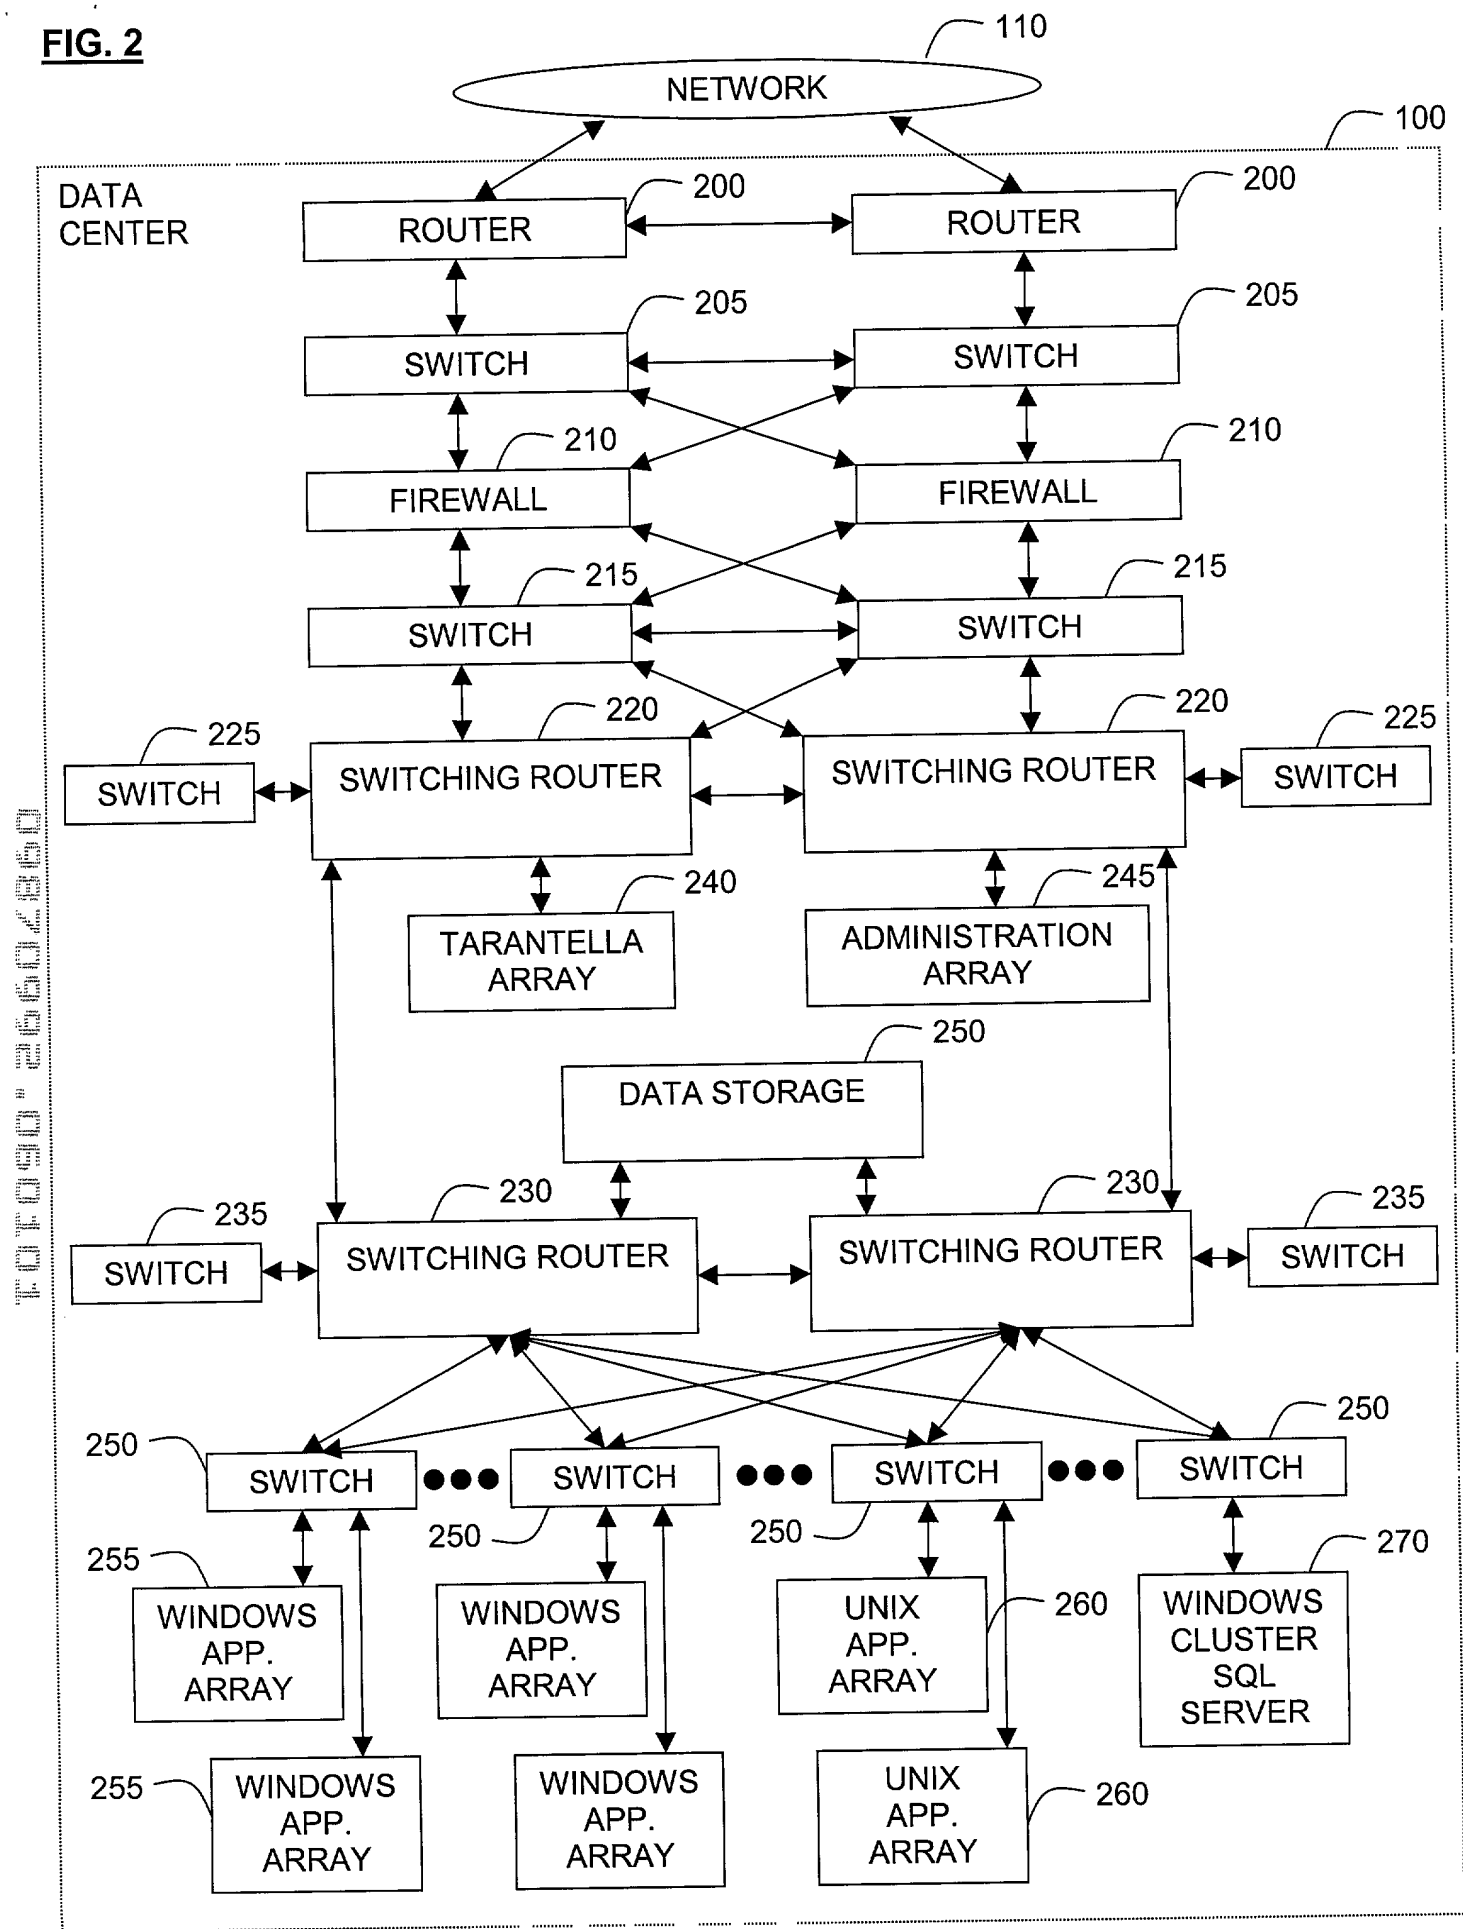 FIG. 2
110
NETWORK
100
DATA
CENTER
200
200
ROUTER
ROUTER
205
205
SWITCH
SWITCH
210
210
FIREWALL
FIREWALL
215
215
SWITCH
SWITCH
220
220
225
225
SWITCHING ROUTER
SWITCHING ROUTER
SWITCH
SWITCH
240
245
TARANTELLA
ARRAY
ADMINISTRATION
ARRAY
250
DATA STORAGE
230
230
235
235
SWITCHING ROUTER
SWITCHING ROUTER
SWITCH
SWITCH
250
250
SWITCH
SWITCH
SWITCH
SWITCH
250
250
255
270
WINDOWS
APP.
ARRAY
WINDOWS
APP.
ARRAY
UNIX
APP.
ARRAY
260
WINDOWS
CLUSTER
SQL
SERVER
255
WINDOWS
APP.
ARRAY
WINDOWS
APP.
ARRAY
UNIX
APP.
ARRAY
260